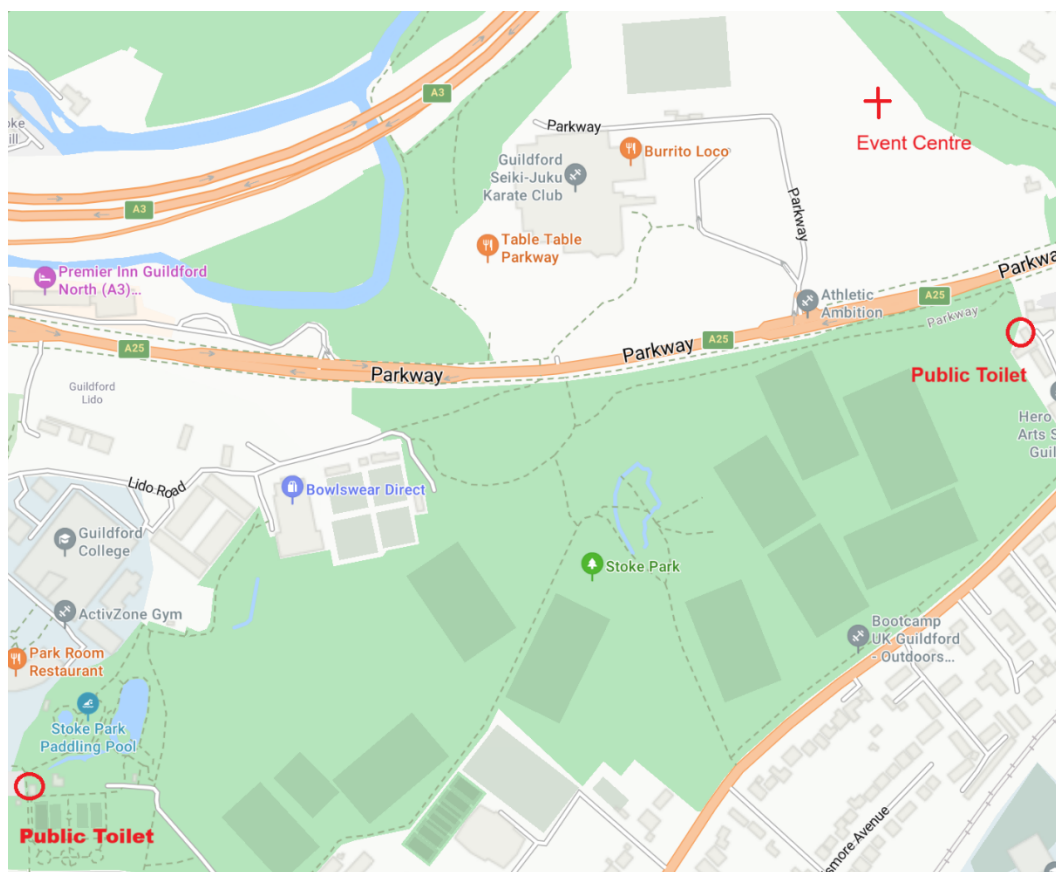 A3
Parkway
Burrito Loco
Guildford
Seiki-Juku
Karate Club
Event Centre
A3
Parkway
Table Table
Parkway
Premier Inn Guildford
North (A3)...
Athletic
Ambition
A25
Parkway
A25
Parkway
A25
Parkway
Parkway
Public Toilet
Guildford
Lido
Hero
Arts S
Guil
Lido Road
Bowlswear Direct
Guildford
College
Stoke Park
ActivZone Gym
Bootcamp
UK Guildford
- Outdoors...
Park Room
Restaurant
Stoke Park
Paddling Pool
Public Toilet
smore Avenue